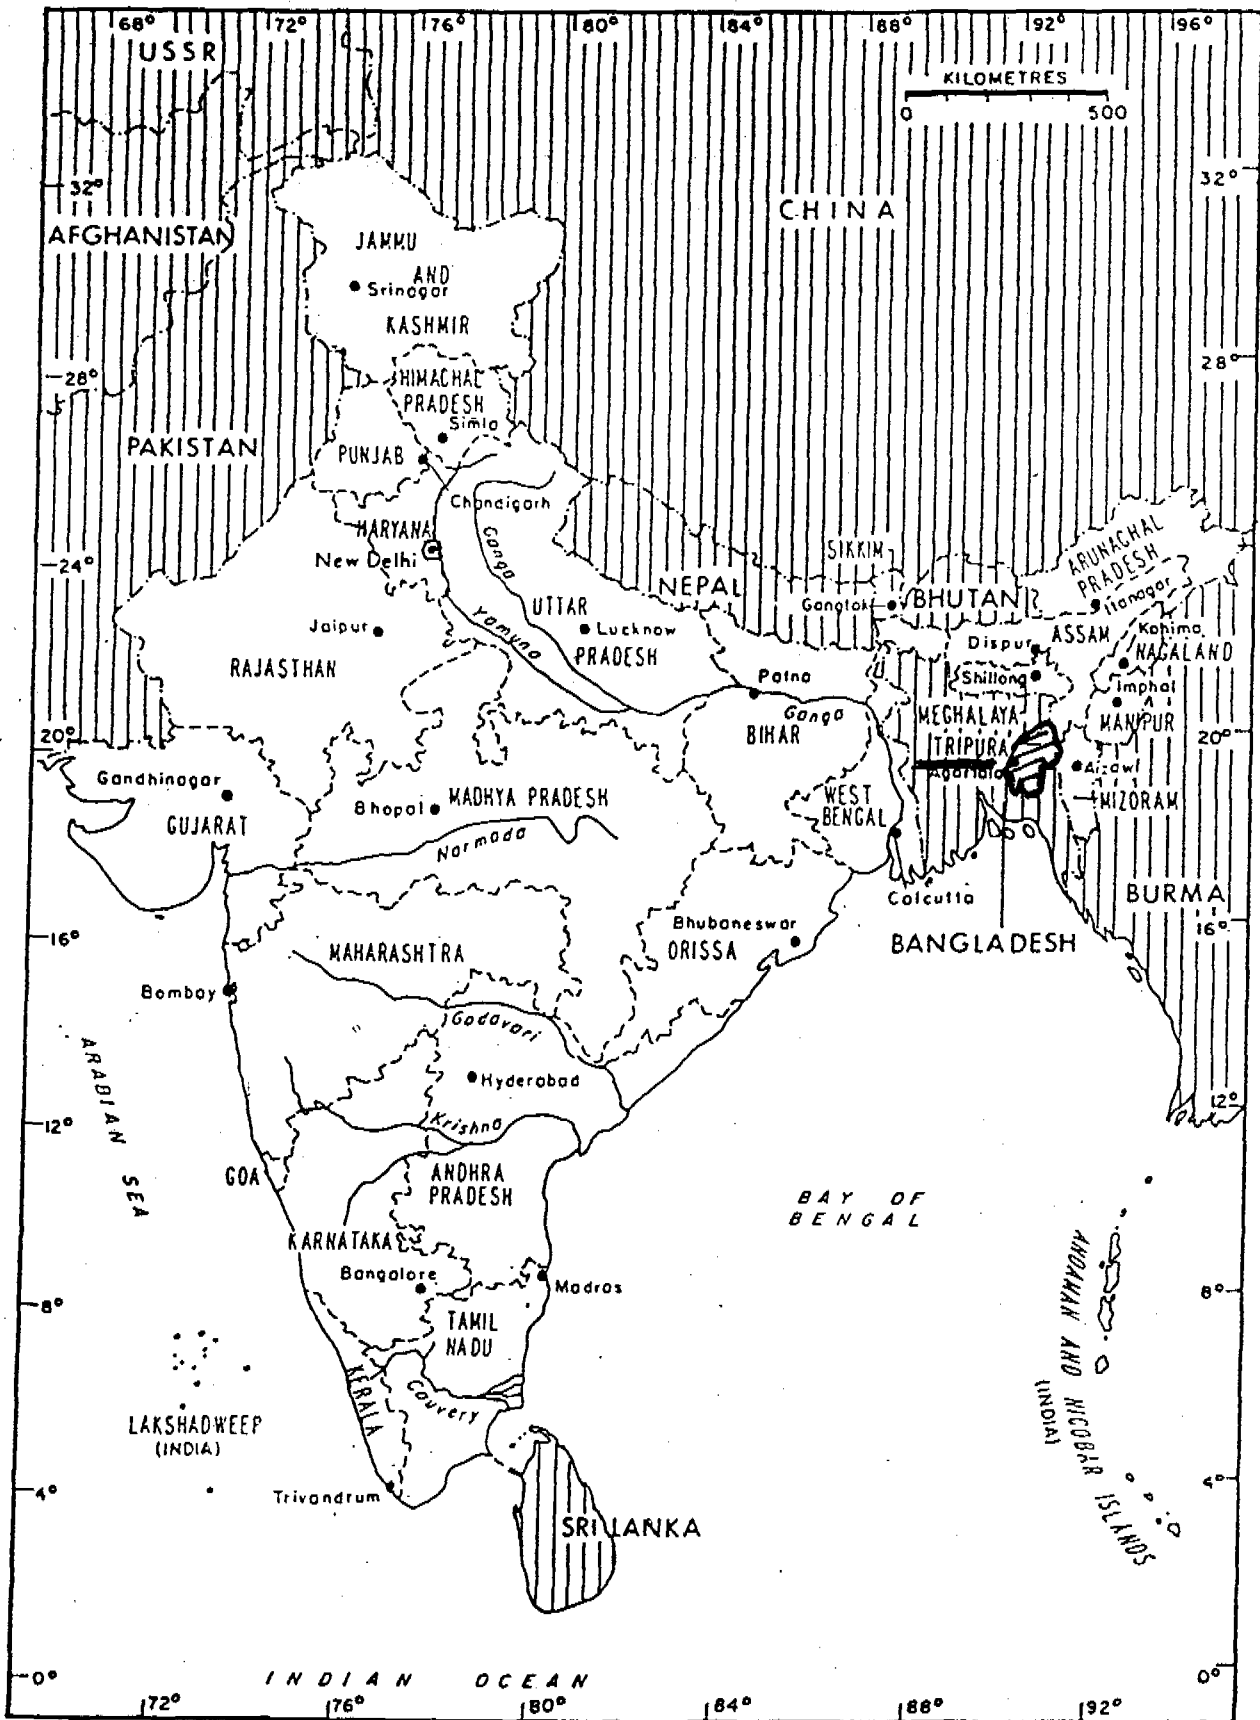 68° 72° 76° 80° 84° 88° 92° 96°
USSR
KILOMETRES
0 500
32° 32°
CHINA
AFGHANISTAN
JAMMU
AND
Srinagar
KASHMIR
28° 28°
HIMACHAL
PRADESH
Simla
PAKISTAN
PUNJAB
Chandigarh
HARYANA
New Delhi
Ganga
24°
SIKKIM
ARUNACHAL
PRADESH
NEPAL
Gangtok
BHUTAN
Itanagar
UTTAR
Jaipur
Yamuna
Lucknow
PRADESH
Dispur
ASSAM
Kohima
NAGALAND
RAJASTHAN
Patna
Shillong
Imphal
Ganga
MEGHALAYA
MANIPUR
20° 20°
BIHAR
TRIPURA
Agartala
Aizawl
Gandhinagar
Bhopal
MADHYA PRADESH
WEST
BENGAL
MIZORAM
GUJARAT
Narmada
Calcutta
BURMA
16° 16°
Bhubaneswar
ORISSA
BANGLADESH
MAHARASHTRA
Bombay
Godavari
ARABIAN SEA
Hyderabad
12° 12°
Krishna
GOA
ANDHRA
PRADESH
BAY OF
BENGAL
KARNATAKA
Bangalore
Madras
8° 8°
TAMIL
NADU
ANDAMAN AND NICOBAR ISLANDS
(INDIA)
KERALA
Cauvery
LAKSHADWEEP
(INDIA)
4° 4°
Trivandrum
SRI LANKA
0° 0°
INDIAN OCEAN
72° 76° 80° 84° 88° 92°